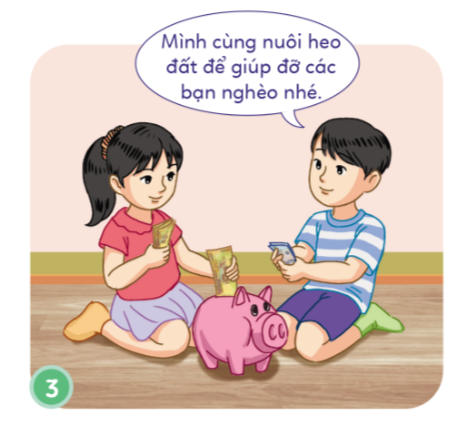 Mình cùng nuôi heo
đất để giúp đỡ các
bạn nghèo nhé.
3